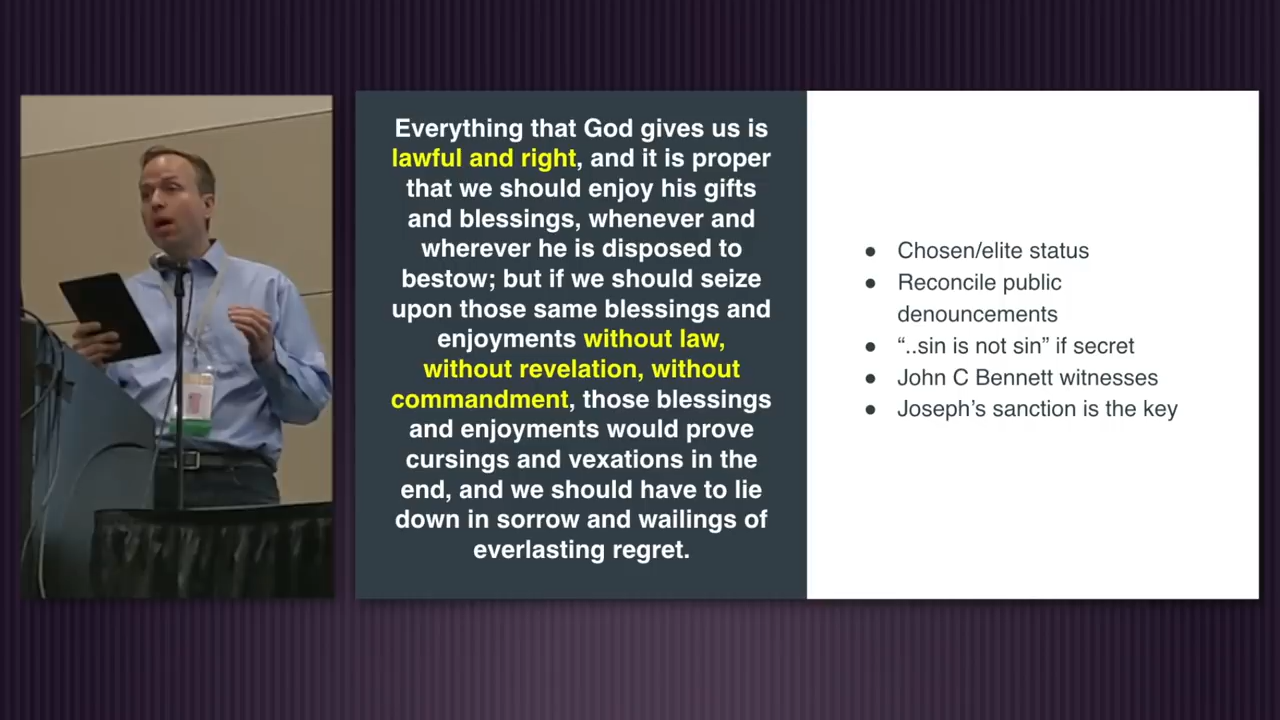 Everything that God gives us is
lawful and right, and it is proper
that we should enjoy his gifts
and blessings, whenever and
wherever he is disposed to
bestow; but if we should seize
upon those same blessings and
enjoyments without law,
without revelation, without
commandment, those blessings
and enjoyments would prove
cursings and vexations in the
end, and we should have to lie
down in sorrow and wailings of
everlasting regret.
● Chosen/elite status
● Reconcile public
denouncements
● “..sin is not sin” if secret
● John C Bennett witnesses
● Joseph’s sanction is the key